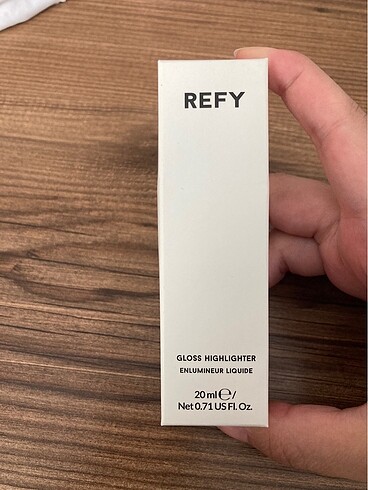 REFY
GLOSS HIGHLIGHTER
ENLUMINEUR LIQUIDE
20 ml ℮/
Net 0.71 US Fl. Oz.